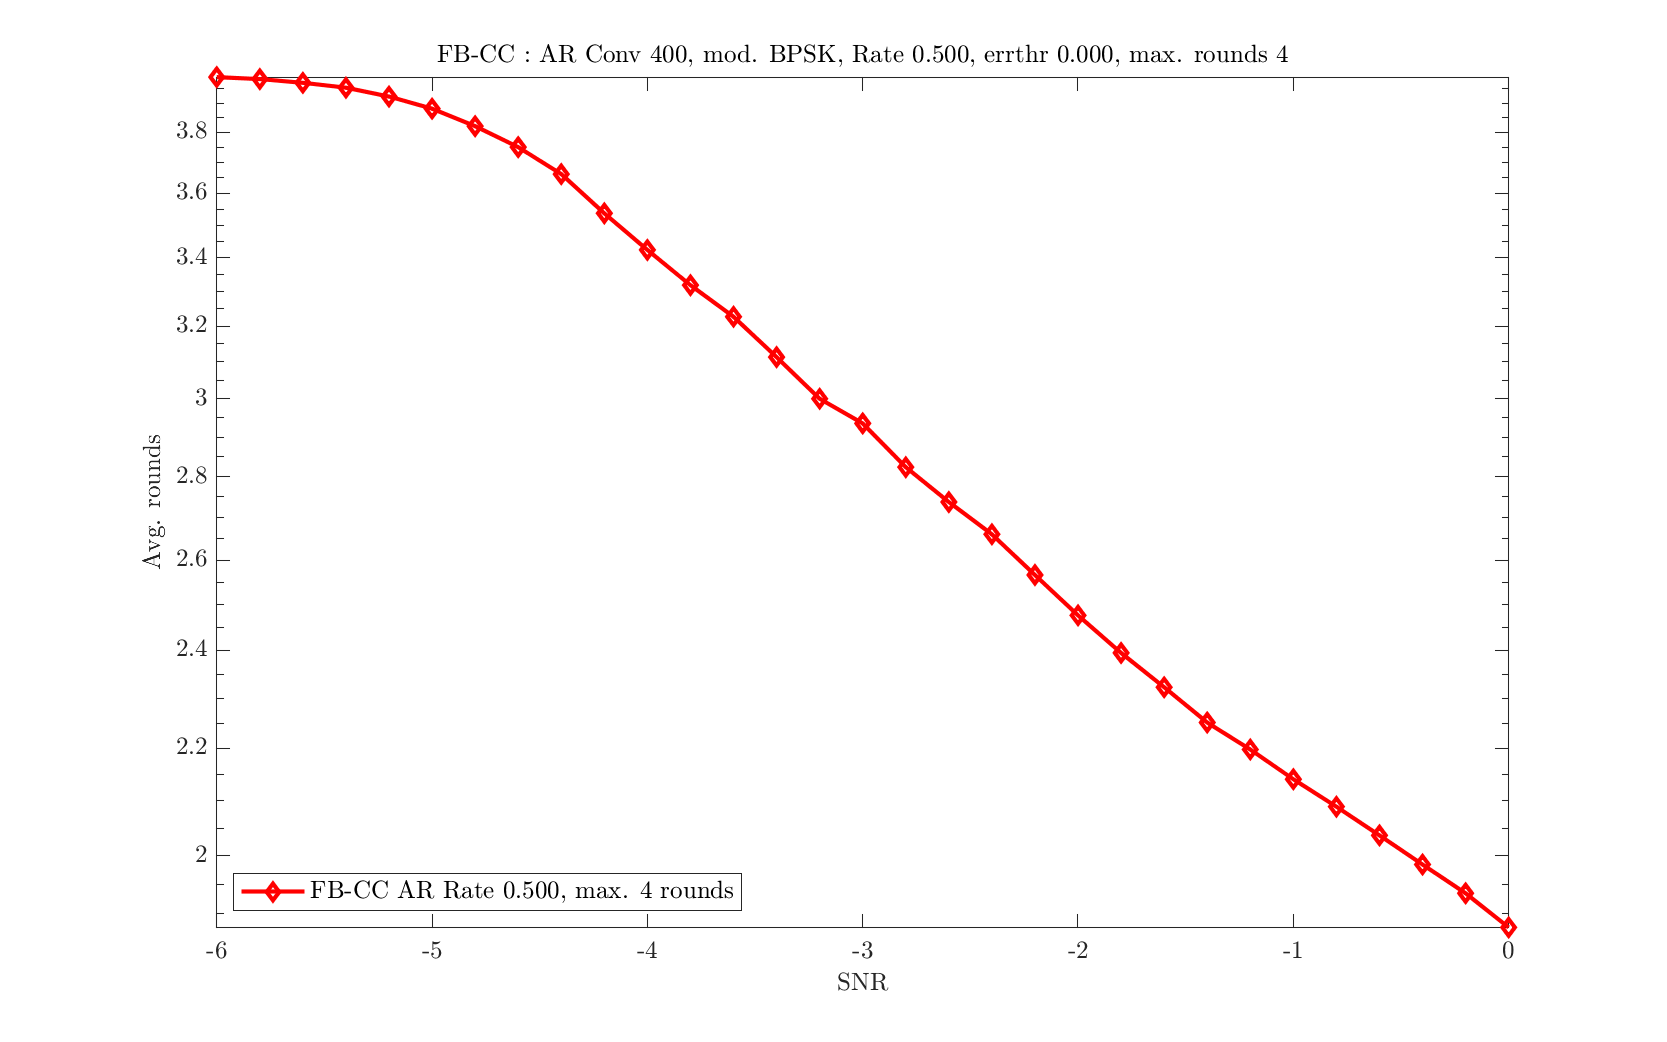 FB-CC : AR Conv 400, mod. BPSK, Rate 0.500, errthr 0.000, max. rounds 4
3.8
3.6
3.4
3.2
3
2.8
2.6
2.4
2.2
2
Avg. rounds
FB-CC AR Rate 0.500, max. 4 rounds
-6 -5 -4 -3 -2 -1 0
SNR